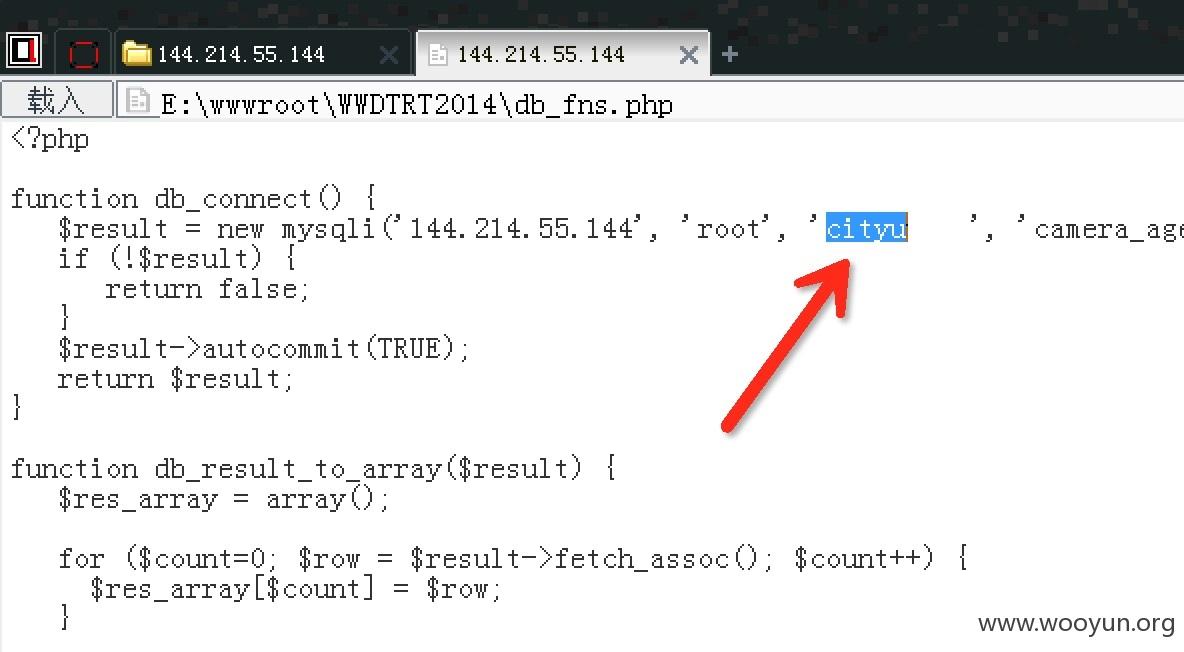 144.214.55.144
144.214.55.144
载入
E:\wwwroot\WWDTRT2014\db_fns.php
<?php
function db_connect() {
$result = new mysqli('144.214.55.144', 'root', 'cityu    ', 'camera_age
if (!$result) {
return false;
}
$result->autocommit(TRUE);
return $result;
}
function db_result_to_array($result) {
$res_array = array();
for ($count=0; $row = $result->fetch_assoc(); $count++) {
$res_array[$count] = $row;
}
www.wooyun.org